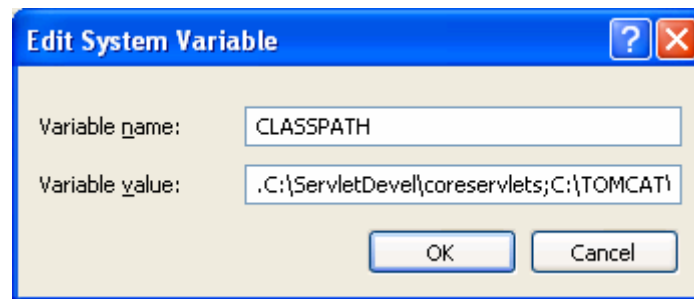 Edit System Variable
Variable name: CLASSPATH
Variable value: .C:\ServletDevel\coreservlets;C:\TOMCAT\
OK Cancel